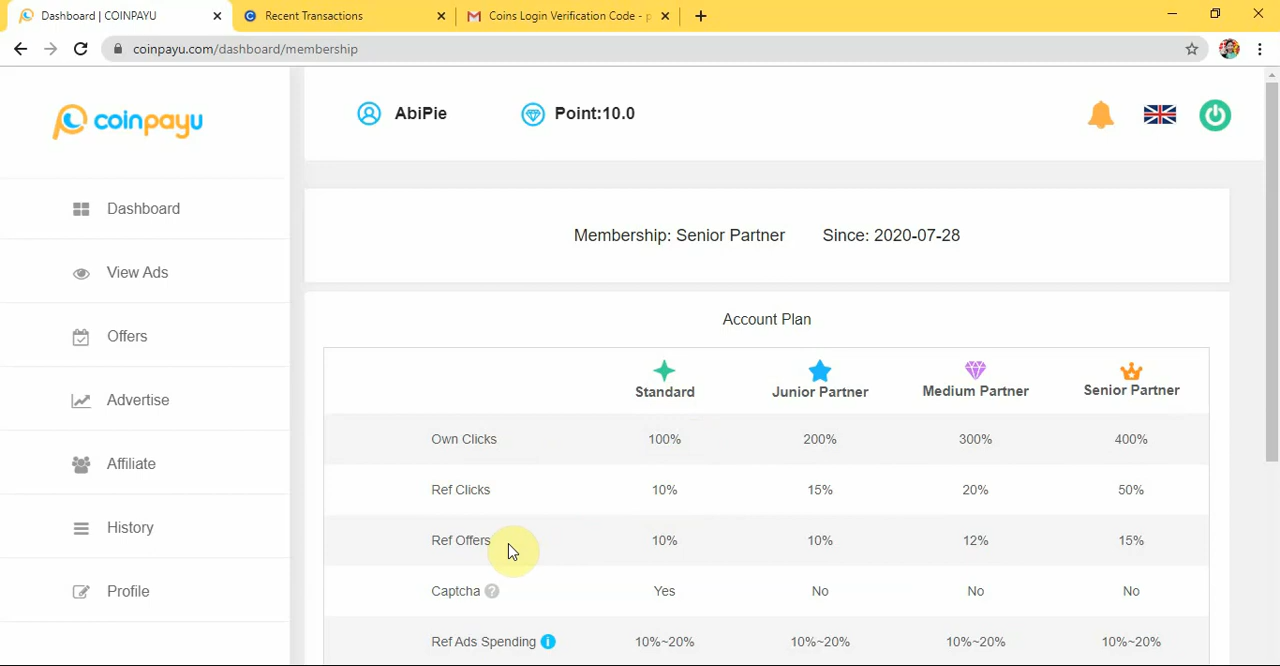 Dashboard | COINPAYU
Recent Transactions
Coins Login Verification Code - p
coinpayu.com/dashboard/membership
coinpayu
AbiPie
Point:10.0
Dashboard
View Ads
Offers
Advertise
Affiliate
History
Profile
Membership: Senior Partner Since: 2020-07-28
Account Plan
Standard Junior Partner Medium Partner Senior Partner
Own Clicks 100% 200% 300% 400%
Ref Clicks 10% 15% 20% 50%
Ref Offers 10% 10% 12% 15%
Captcha ? Yes No No No
Ref Ads Spending i 10%~20% 10%~20% 10%~20% 10%~20%